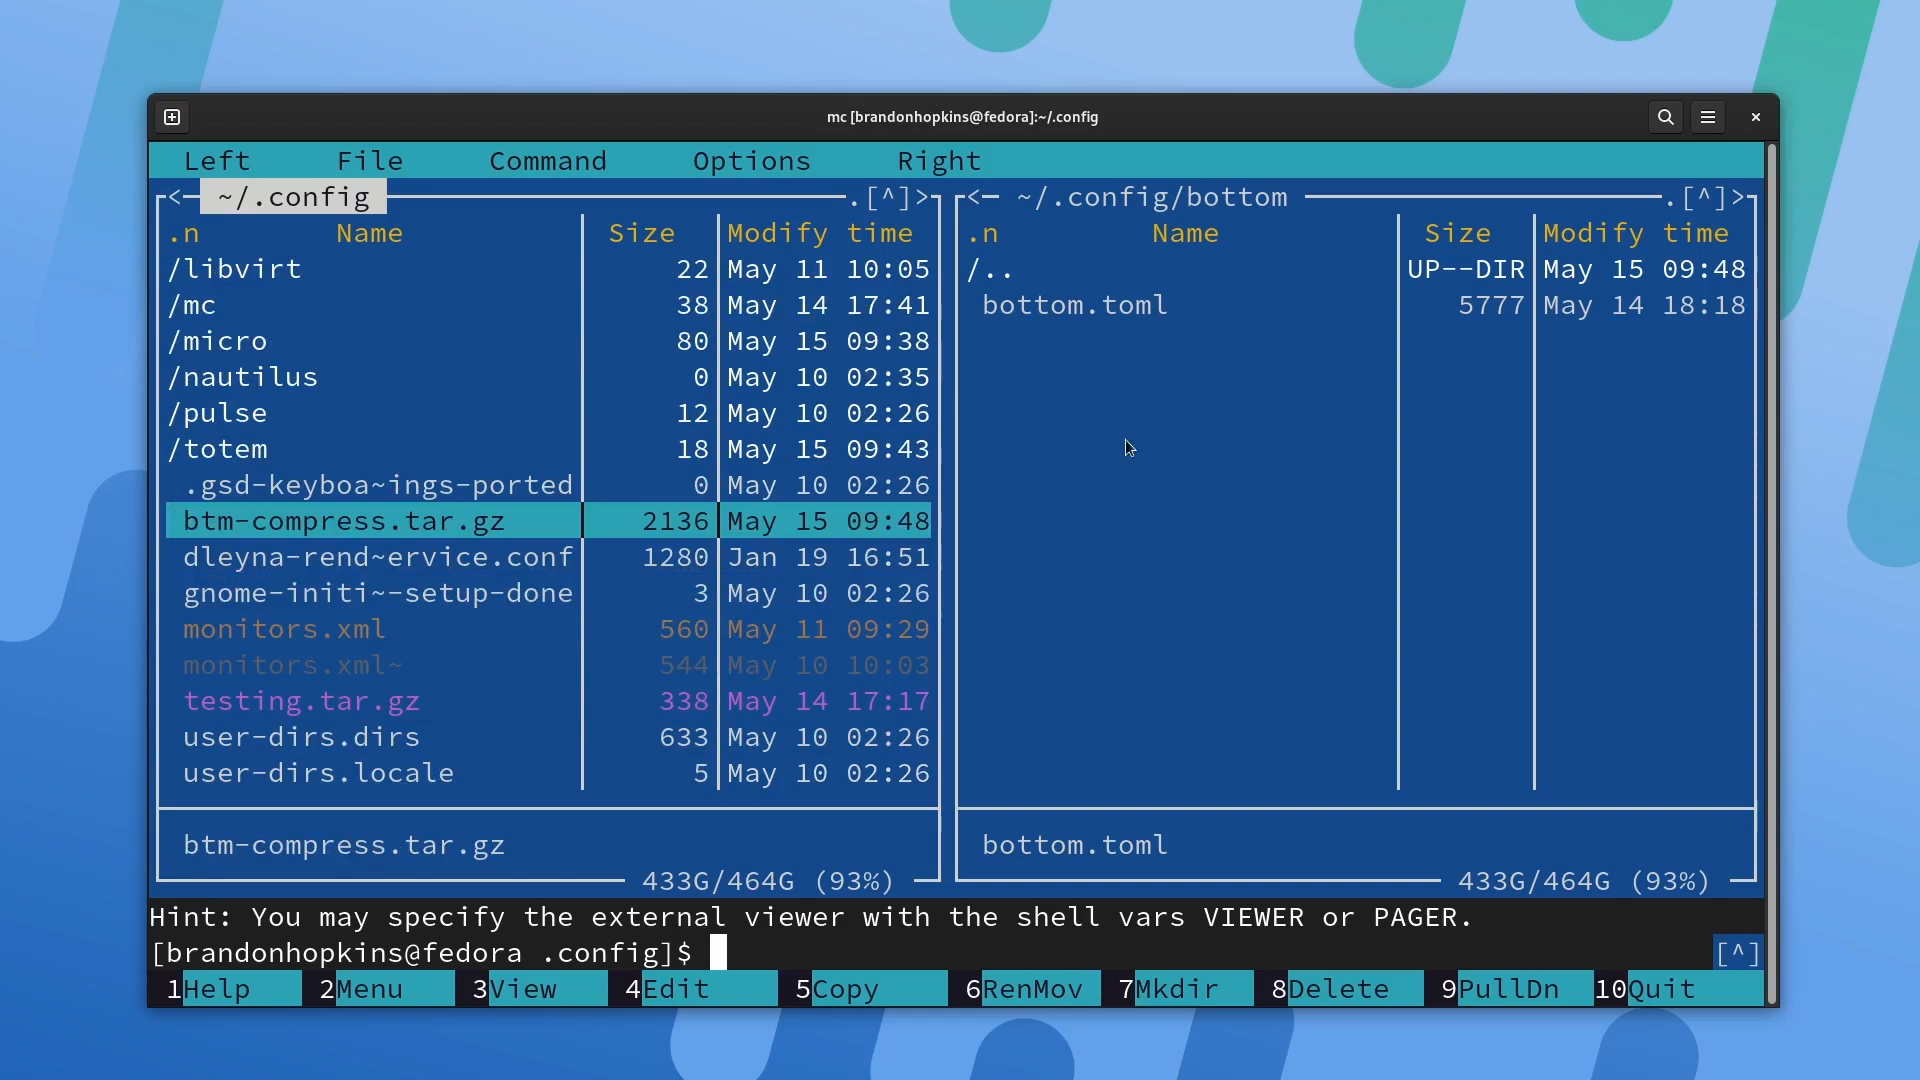 mc [brandonhopkins@fedora]:~/.config
Left File Command Options Right
<─ ~/.config .[^]> <─ ~/.config/bottom .[^]>
.n Name Size Modify time .n Name Size Modify time
/libvirt 22 May 11 10:05 /.. UP--DIR May 15 09:48
/mc 38 May 14 17:41 bottom.toml 5777 May 14 18:18
/micro 80 May 15 09:38
/nautilus 0 May 10 02:35
/pulse 12 May 10 02:26
/totem 18 May 15 09:43
.gsd-keyboa~ings-ported 0 May 10 02:26
btm-compress.tar.gz 2136 May 15 09:48
dleyna-rend~ervice.conf 1280 Jan 19 16:51
gnome-initi~-setup-done 3 May 10 02:26
monitors.xml 560 May 11 09:29
monitors.xml~ 544 May 10 10:03
testing.tar.gz 338 May 14 17:17
user-dirs.dirs 633 May 10 02:26
user-dirs.locale 5 May 10 02:26
btm-compress.tar.gz bottom.toml
433G/464G (93%) 433G/464G (93%)
Hint: You may specify the external viewer with the shell vars VIEWER or PAGER.
[brandonhopkins@fedora .config]$ [^]
1Help 2Menu 3View 4Edit 5Copy 6RenMov 7Mkdir 8Delete 9PullDn 10Quit